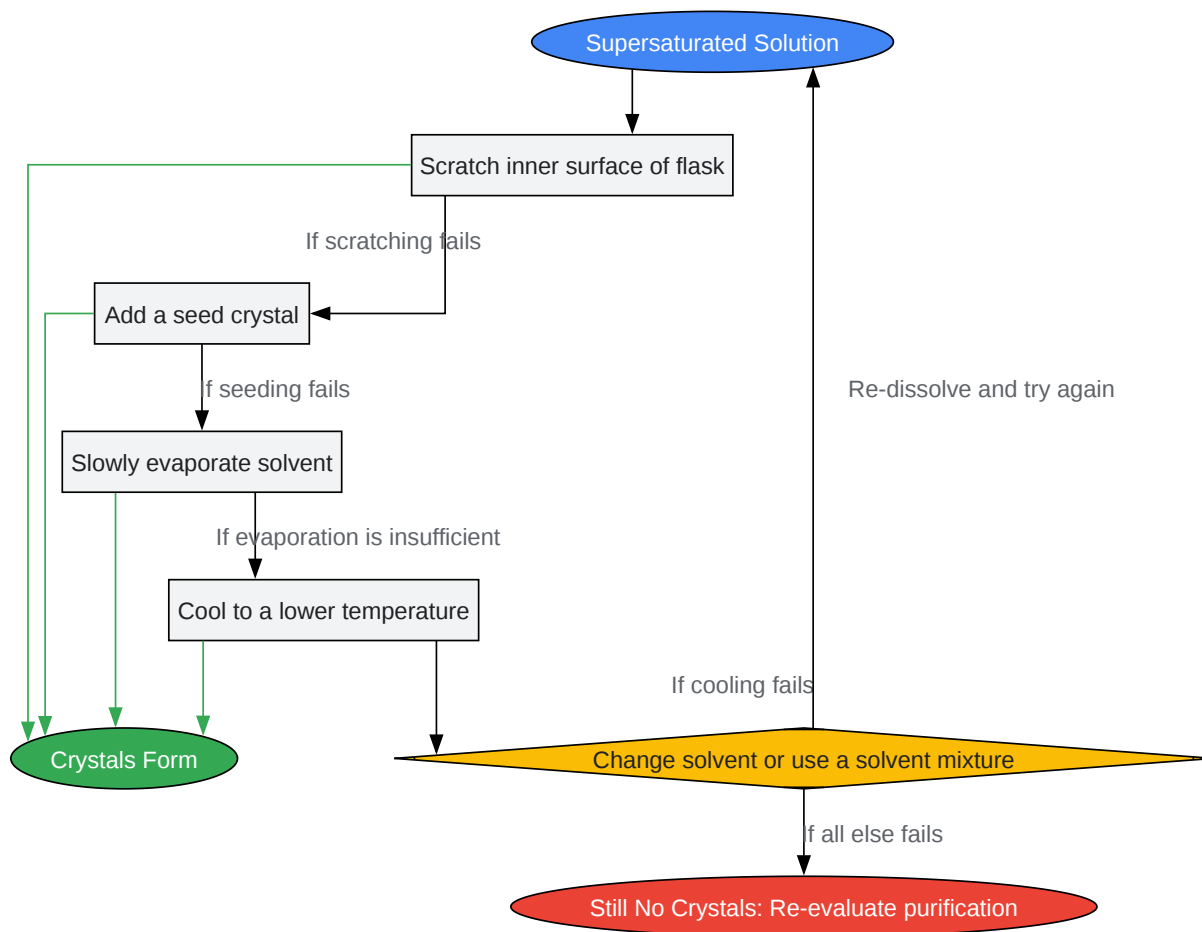 Supersaturated Solution
Scratch inner surface of flask
If scratching fails
Add a seed crystal
If seeding fails
Re-dissolve and try again
Slowly evaporate solvent
If evaporation is insufficient
Cool to a lower temperature
If cooling fails
Crystals Form
Change solvent or use a solvent mixture
If all else fails
Still No Crystals: Re-evaluate purification